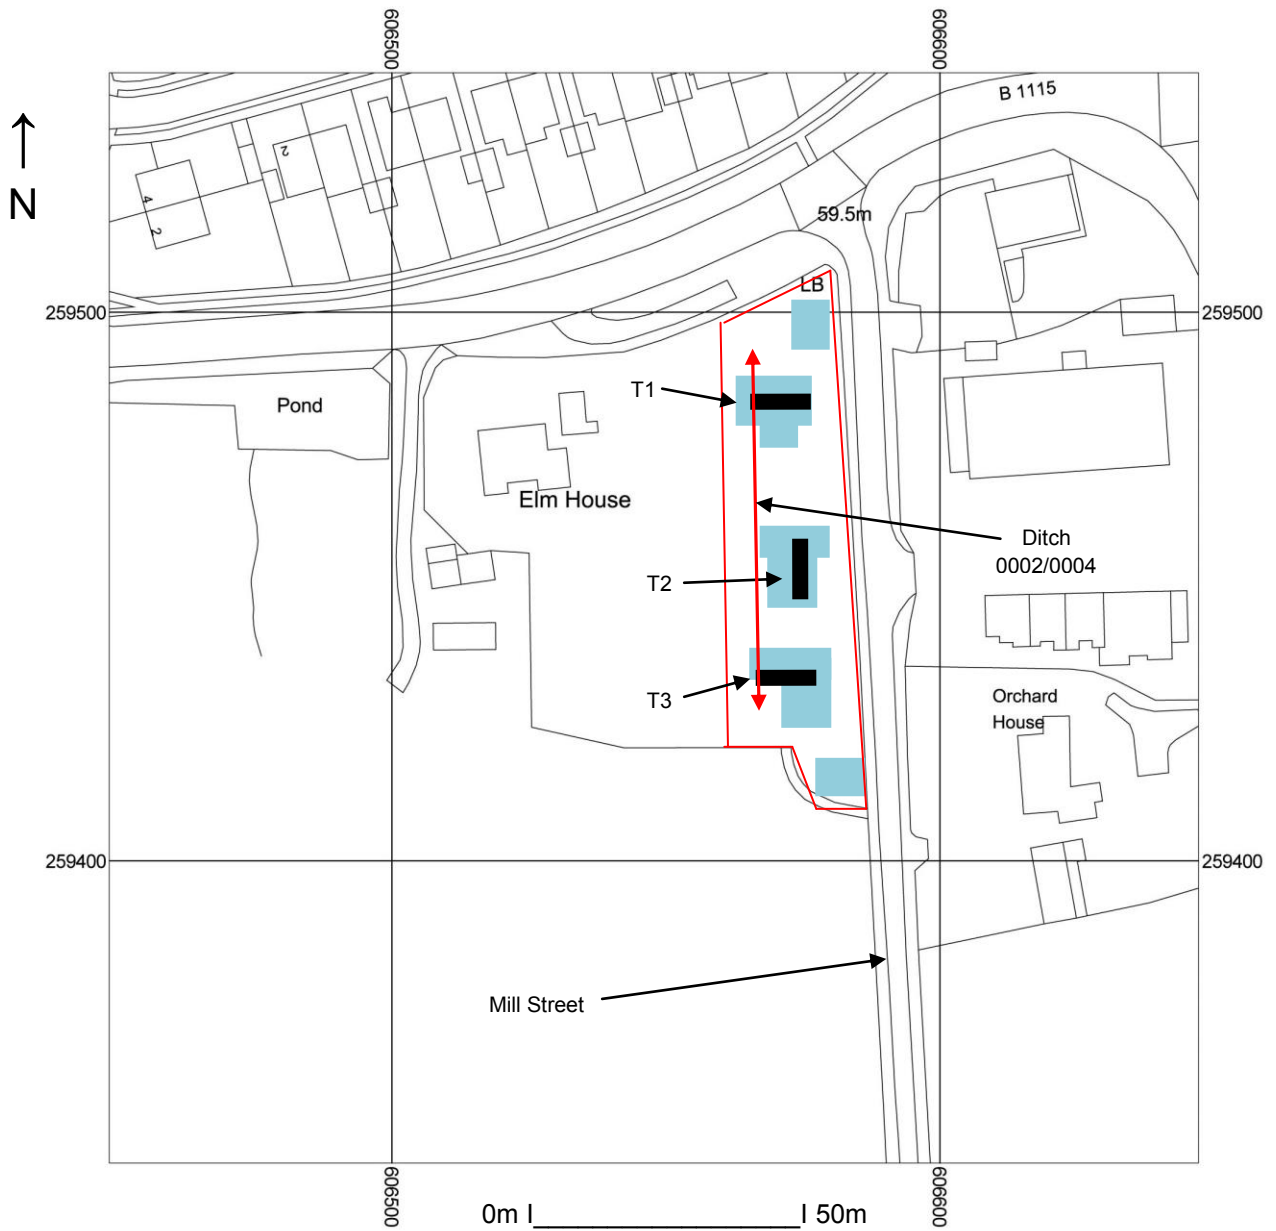 606500
606600
B 1115
N
2
4
2
59.5m
LB
259500
259500
T1
Pond
Elm House
Ditch
0002/0004
T2
T3
Orchard
House
259400
259400
Mill Street
606500
606600
0m I__________________I 50m